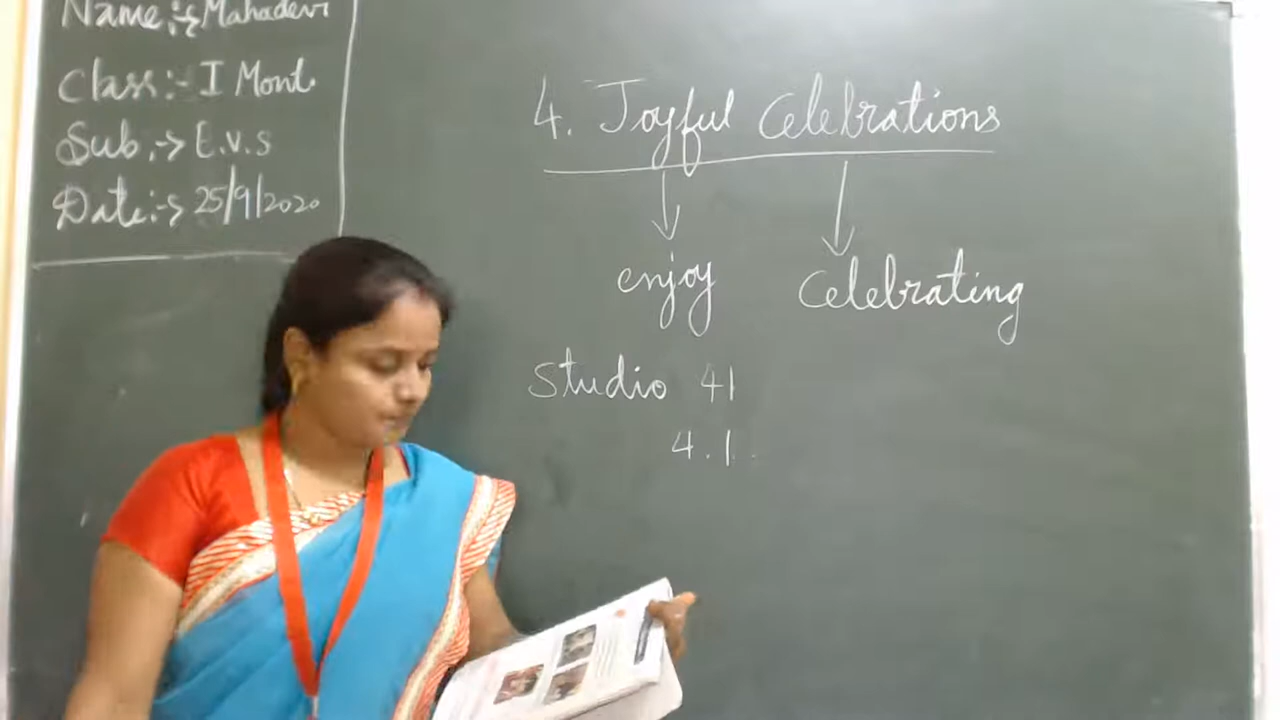 Name :-> Mahadevi
Class :- I Mont.
Sub :-> E.v.s
Date :-> 25/9/2020
4. Joyful Celebrations
enjoy Celebrating
Studio 41
4.1